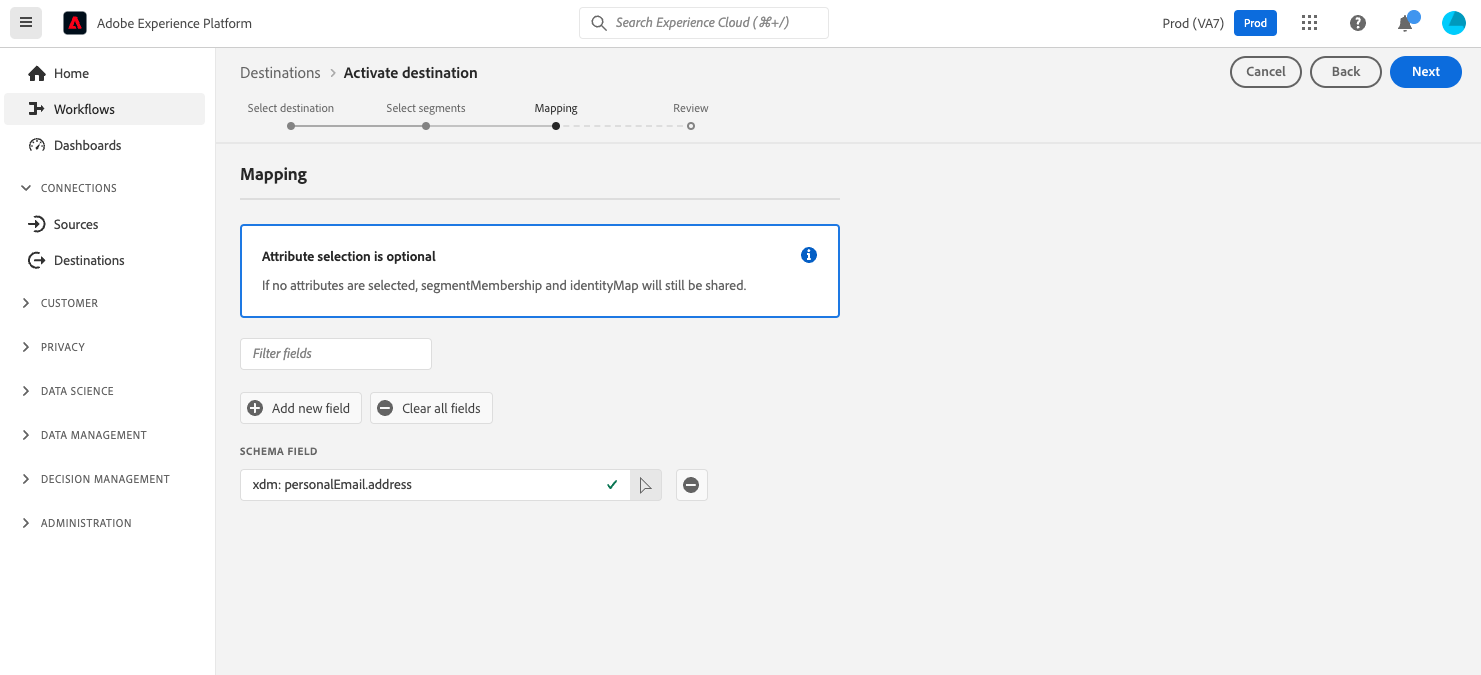 Adobe Experience Platform
Search Experience Cloud (⌘+/)
Prod (VA7)
Prod
Home
Workflows
Dashboards
CONNECTIONS
Sources
Destinations
CUSTOMER
PRIVACY
DATA SCIENCE
DATA MANAGEMENT
DECISION MANAGEMENT
ADMINISTRATION
Destinations > Activate destination
Cancel
Back
Next
Select destination
Select segments
Mapping
Review
Mapping
Attribute selection is optional
If no attributes are selected, segmentMembership and identityMap will still be shared.
Filter fields
Add new field
Clear all fields
SCHEMA FIELD
xdm: personalEmail.address